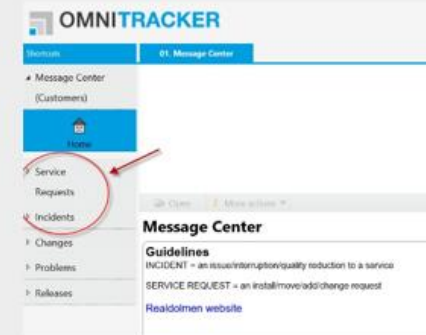 OMNITRACKER
Shortcuts
01. Message Center
Message Center
(Customers)
Home
Service
Requests
Incidents
Changes
Problems
Releases
Open
More actions
Message Center
Guidelines
INCIDENT = an issue/interruption/quality reduction to a service
SERVICE REQUEST = an install/move/add/change request
Realdolmen website